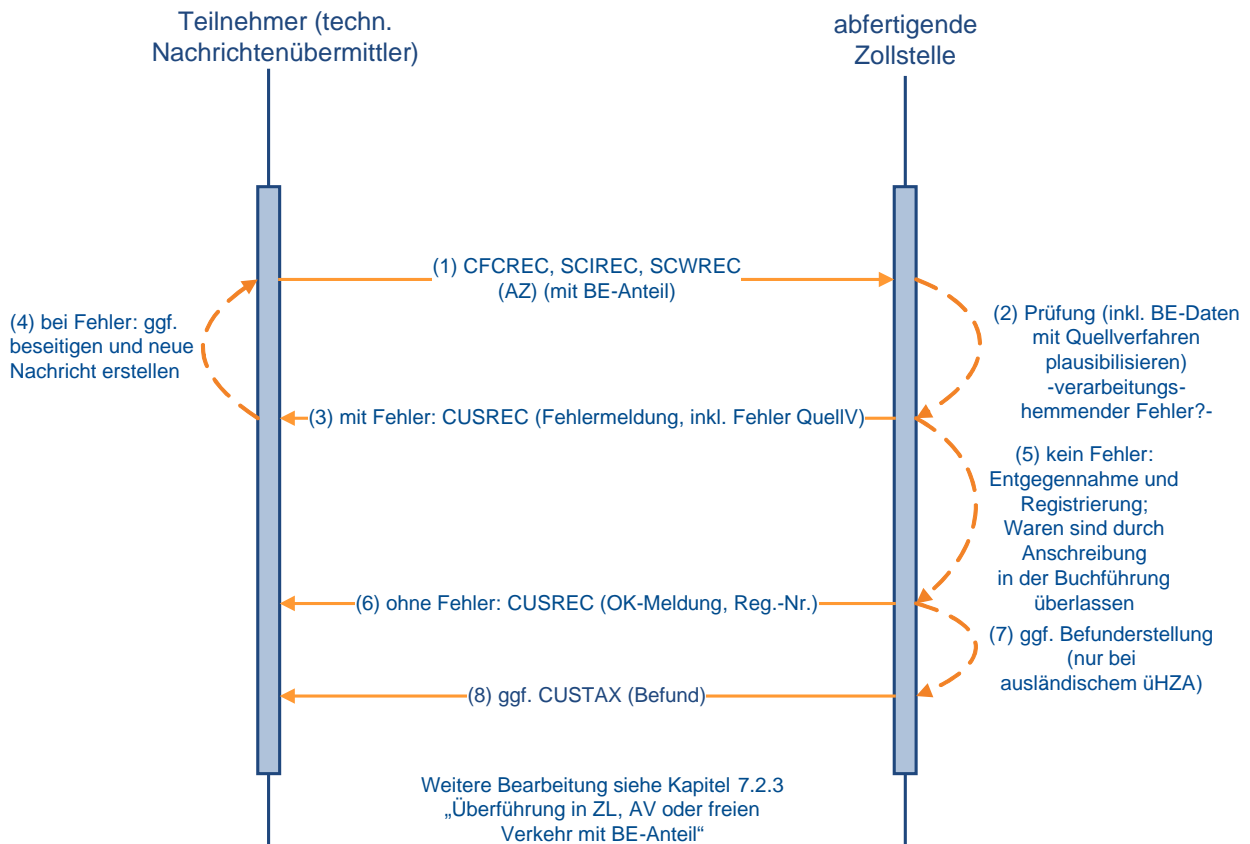 Teilnehmer (techn.
Nachrichtenübermittler)
abfertigende
Zollstelle
(1) CFCREC, SCIREC, SCWREC
(AZ) (mit BE-Anteil)
(2) Prüfung (inkl. BE-Daten
mit Quellverfahren
plausibilisieren)
-verarbeitungs-
hemmender Fehler?-
(4) bei Fehler: ggf.
beseitigen und neue
Nachricht erstellen
(3) mit Fehler: CUSREC (Fehlermeldung, inkl. Fehler QuellV)
(5) kein Fehler:
Entgegennahme und
Registrierung;
Waren sind durch
Anschreibung
in der Buchführung
überlassen
(6) ohne Fehler: CUSREC (OK-Meldung, Reg.-Nr.)
(7) ggf. Befunderstellung
(nur bei
ausländischem üHZA)
(8) ggf. CUSTAX (Befund)
Weitere Bearbeitung siehe Kapitel 7.2.3
„Überführung in ZL, AV oder freien
Verkehr mit BE-Anteil“